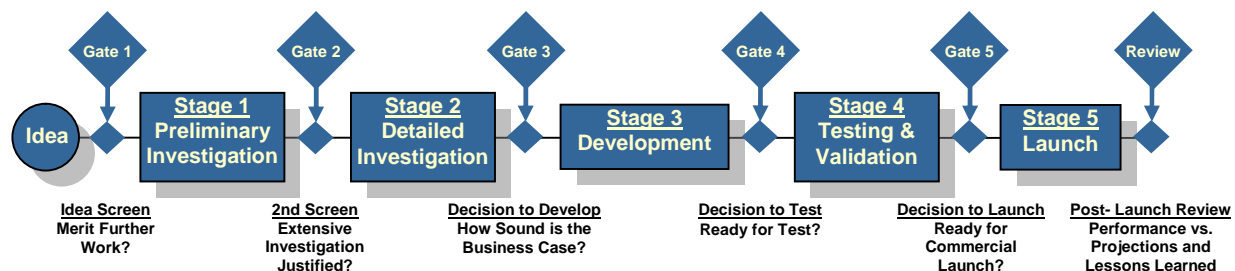 Gate 1
Gate 2
Gate 3
Gate 4
Gate 5
Review
Idea
Stage 1
Preliminary
Investigation
Stage 2
Detailed
Investigation
Stage 3
Development
Stage 4
Testing &
Validation
Stage 5
Launch
Idea Screen
Merit Further
Work?
2nd Screen
Extensive
Investigation
Justified?
Decision to Develop
How Sound is the
Business Case?
Decision to Test
Ready for Test?
Decision to Launch
Ready for
Commercial
Launch?
Post- Launch Review
Performance vs.
Projections and
Lessons Learned